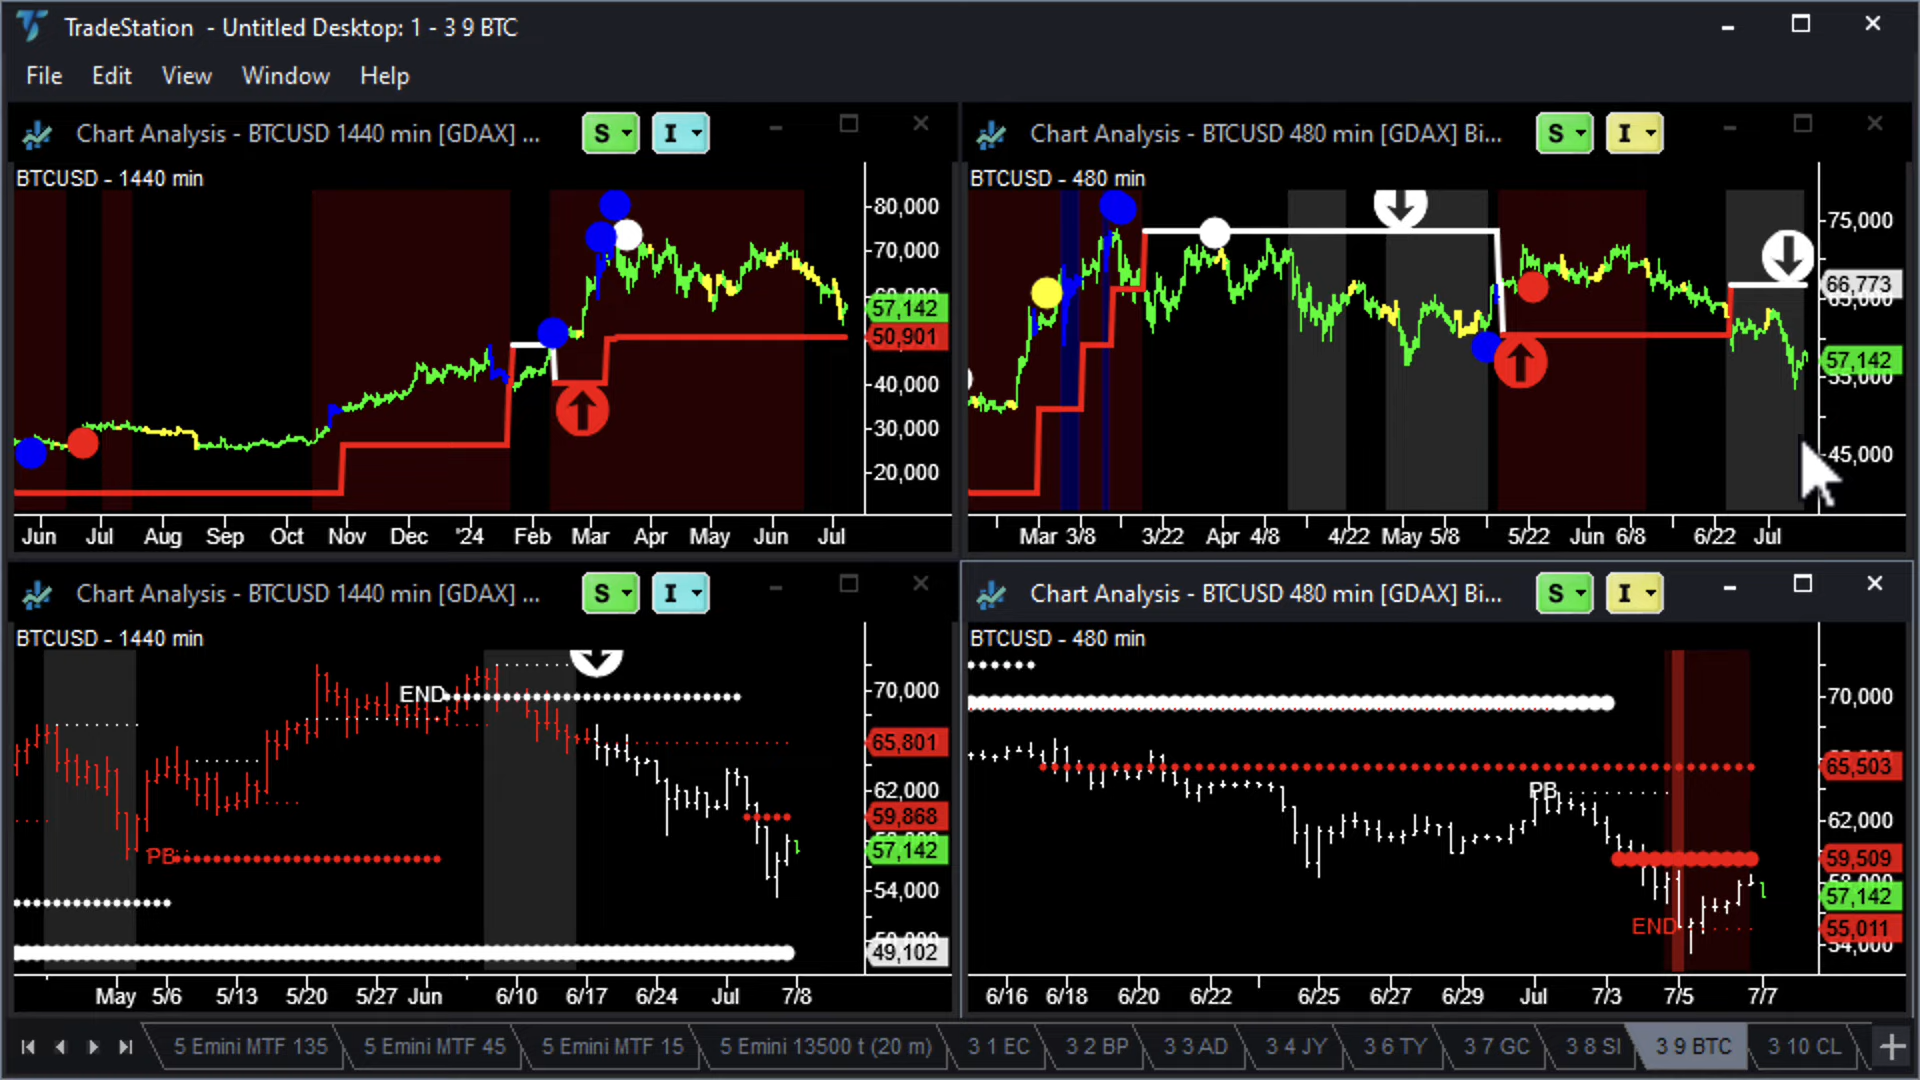 TradeStation - Untitled Desktop: 1 - 3 9 BTC
File Edit View Window Help
Chart Analysis - BTCUSD 1440 min [GDAX] ... S I
BTCUSD - 1440 min
80,000
70,000
57,142
50,901
40,000
30,000
20,000
Jun Jul Aug Sep Oct Nov Dec '24 Feb Mar Apr May Jun Jul
Chart Analysis - BTCUSD 480 min [GDAX] Bi... S I
BTCUSD - 480 min
75,000
66,773
65,000
57,142
55,000
45,000
Mar 3/8 3/22 Apr 4/8 4/22 May 5/8 5/22 Jun 6/8 6/22 Jul
Chart Analysis - BTCUSD 1440 min [GDAX] ... S I
BTCUSD - 1440 min
END
PB
70,000
65,801
62,000
59,868
57,142
54,000
49,102
May 5/6 5/13 5/20 5/27 Jun 6/10 6/17 6/24 Jul 7/8
Chart Analysis - BTCUSD 480 min [GDAX] Bi... S I
BTCUSD - 480 min
PB
END
70,000
65,503
62,000
59,509
57,142
55,011
54,000
6/16 6/18 6/20 6/22 6/25 6/27 6/29 Jul 7/3 7/5 7/7
5 Emini MTF 135 5 Emini MTF 45 5 Emini MTF 15 5 Emini 13500 t (20 m) 3 1 EC 3 2 BP 3 3 AD 3 4 JY 3 6 TY 3 7 GC 3 8 SI 3 9 BTC 3 10 CL